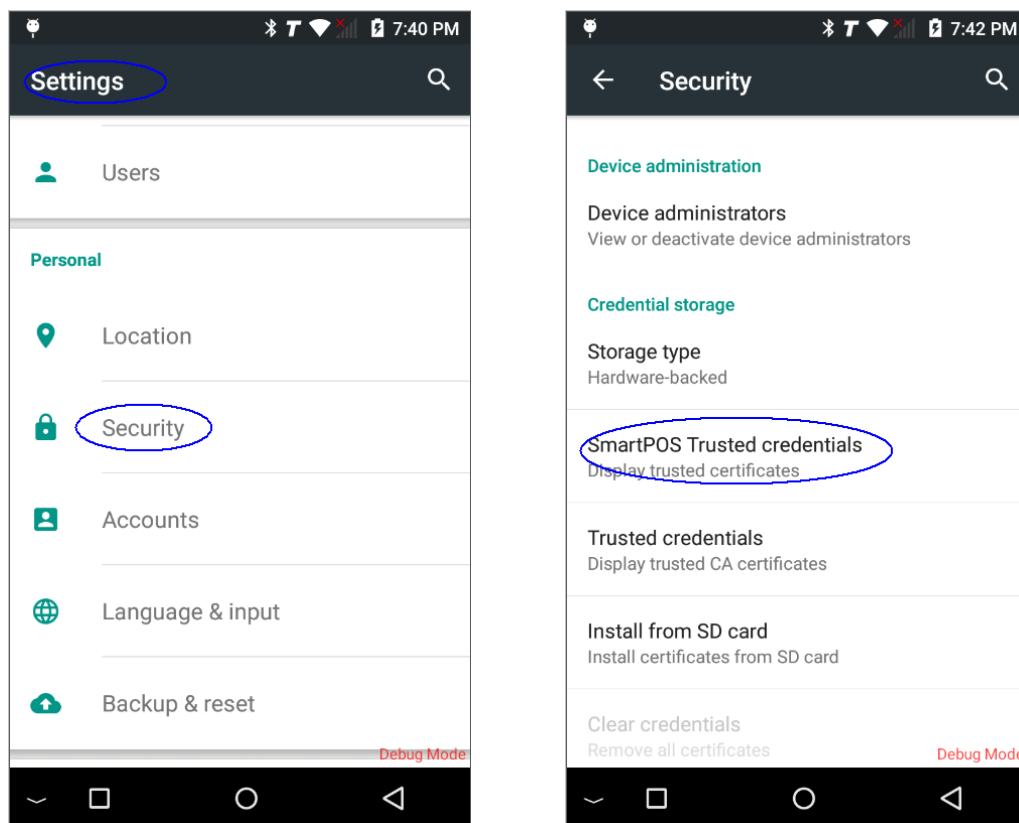 7:40 PM
Settings
Users
Personal
Location
Security
Accounts
Language & input
Backup & reset
Debug Mode
7:42 PM
Security
Device administration
Device administrators
View or deactivate device administrators
Credential storage
Storage type
Hardware-backed
SmartPOS Trusted credentials
Display trusted certificates
Trusted credentials
Display trusted CA certificates
Install from SD card
Install certificates from SD card
Clear credentials
Remove all certificates
Debug Mode